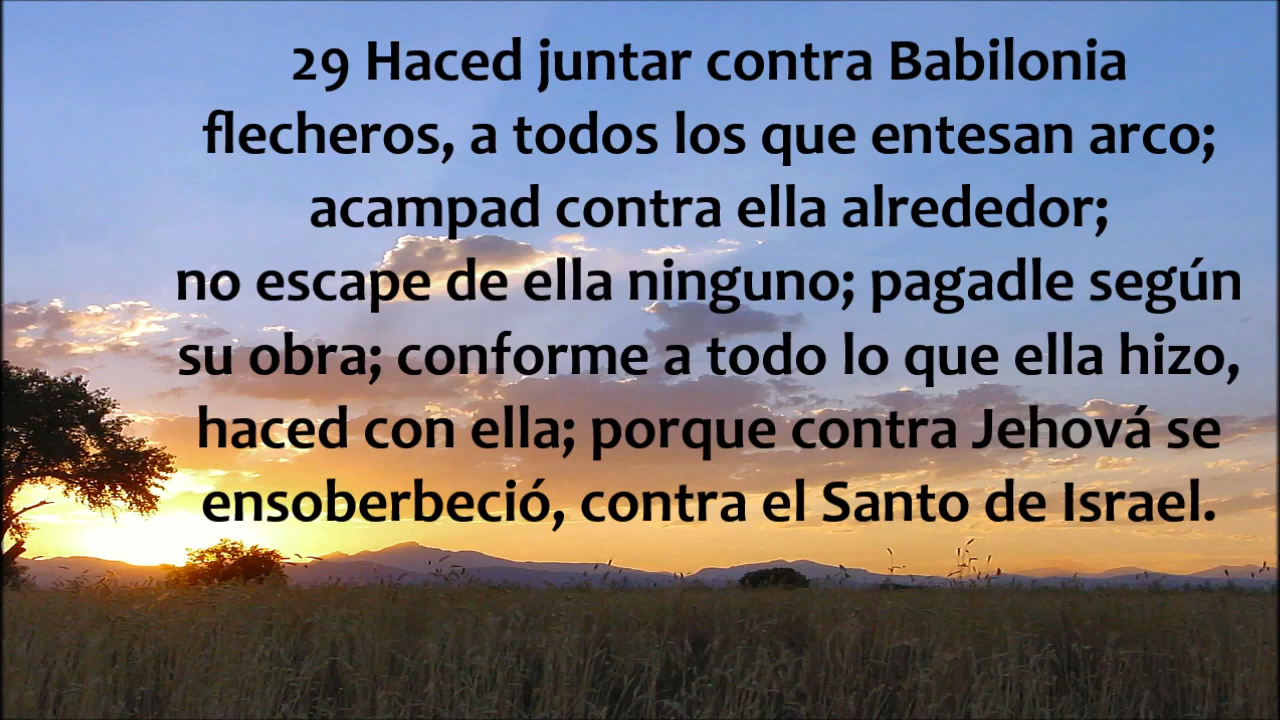 29 Haced juntar contra Babilonia
flecheros, a todos los que entesan arco;
acampad contra ella alrededor;
no escape de ella ninguno; pagadle según
su obra; conforme a todo lo que ella hizo,
haced con ella; porque contra Jehová se
ensoberbeció, contra el Santo de Israel.